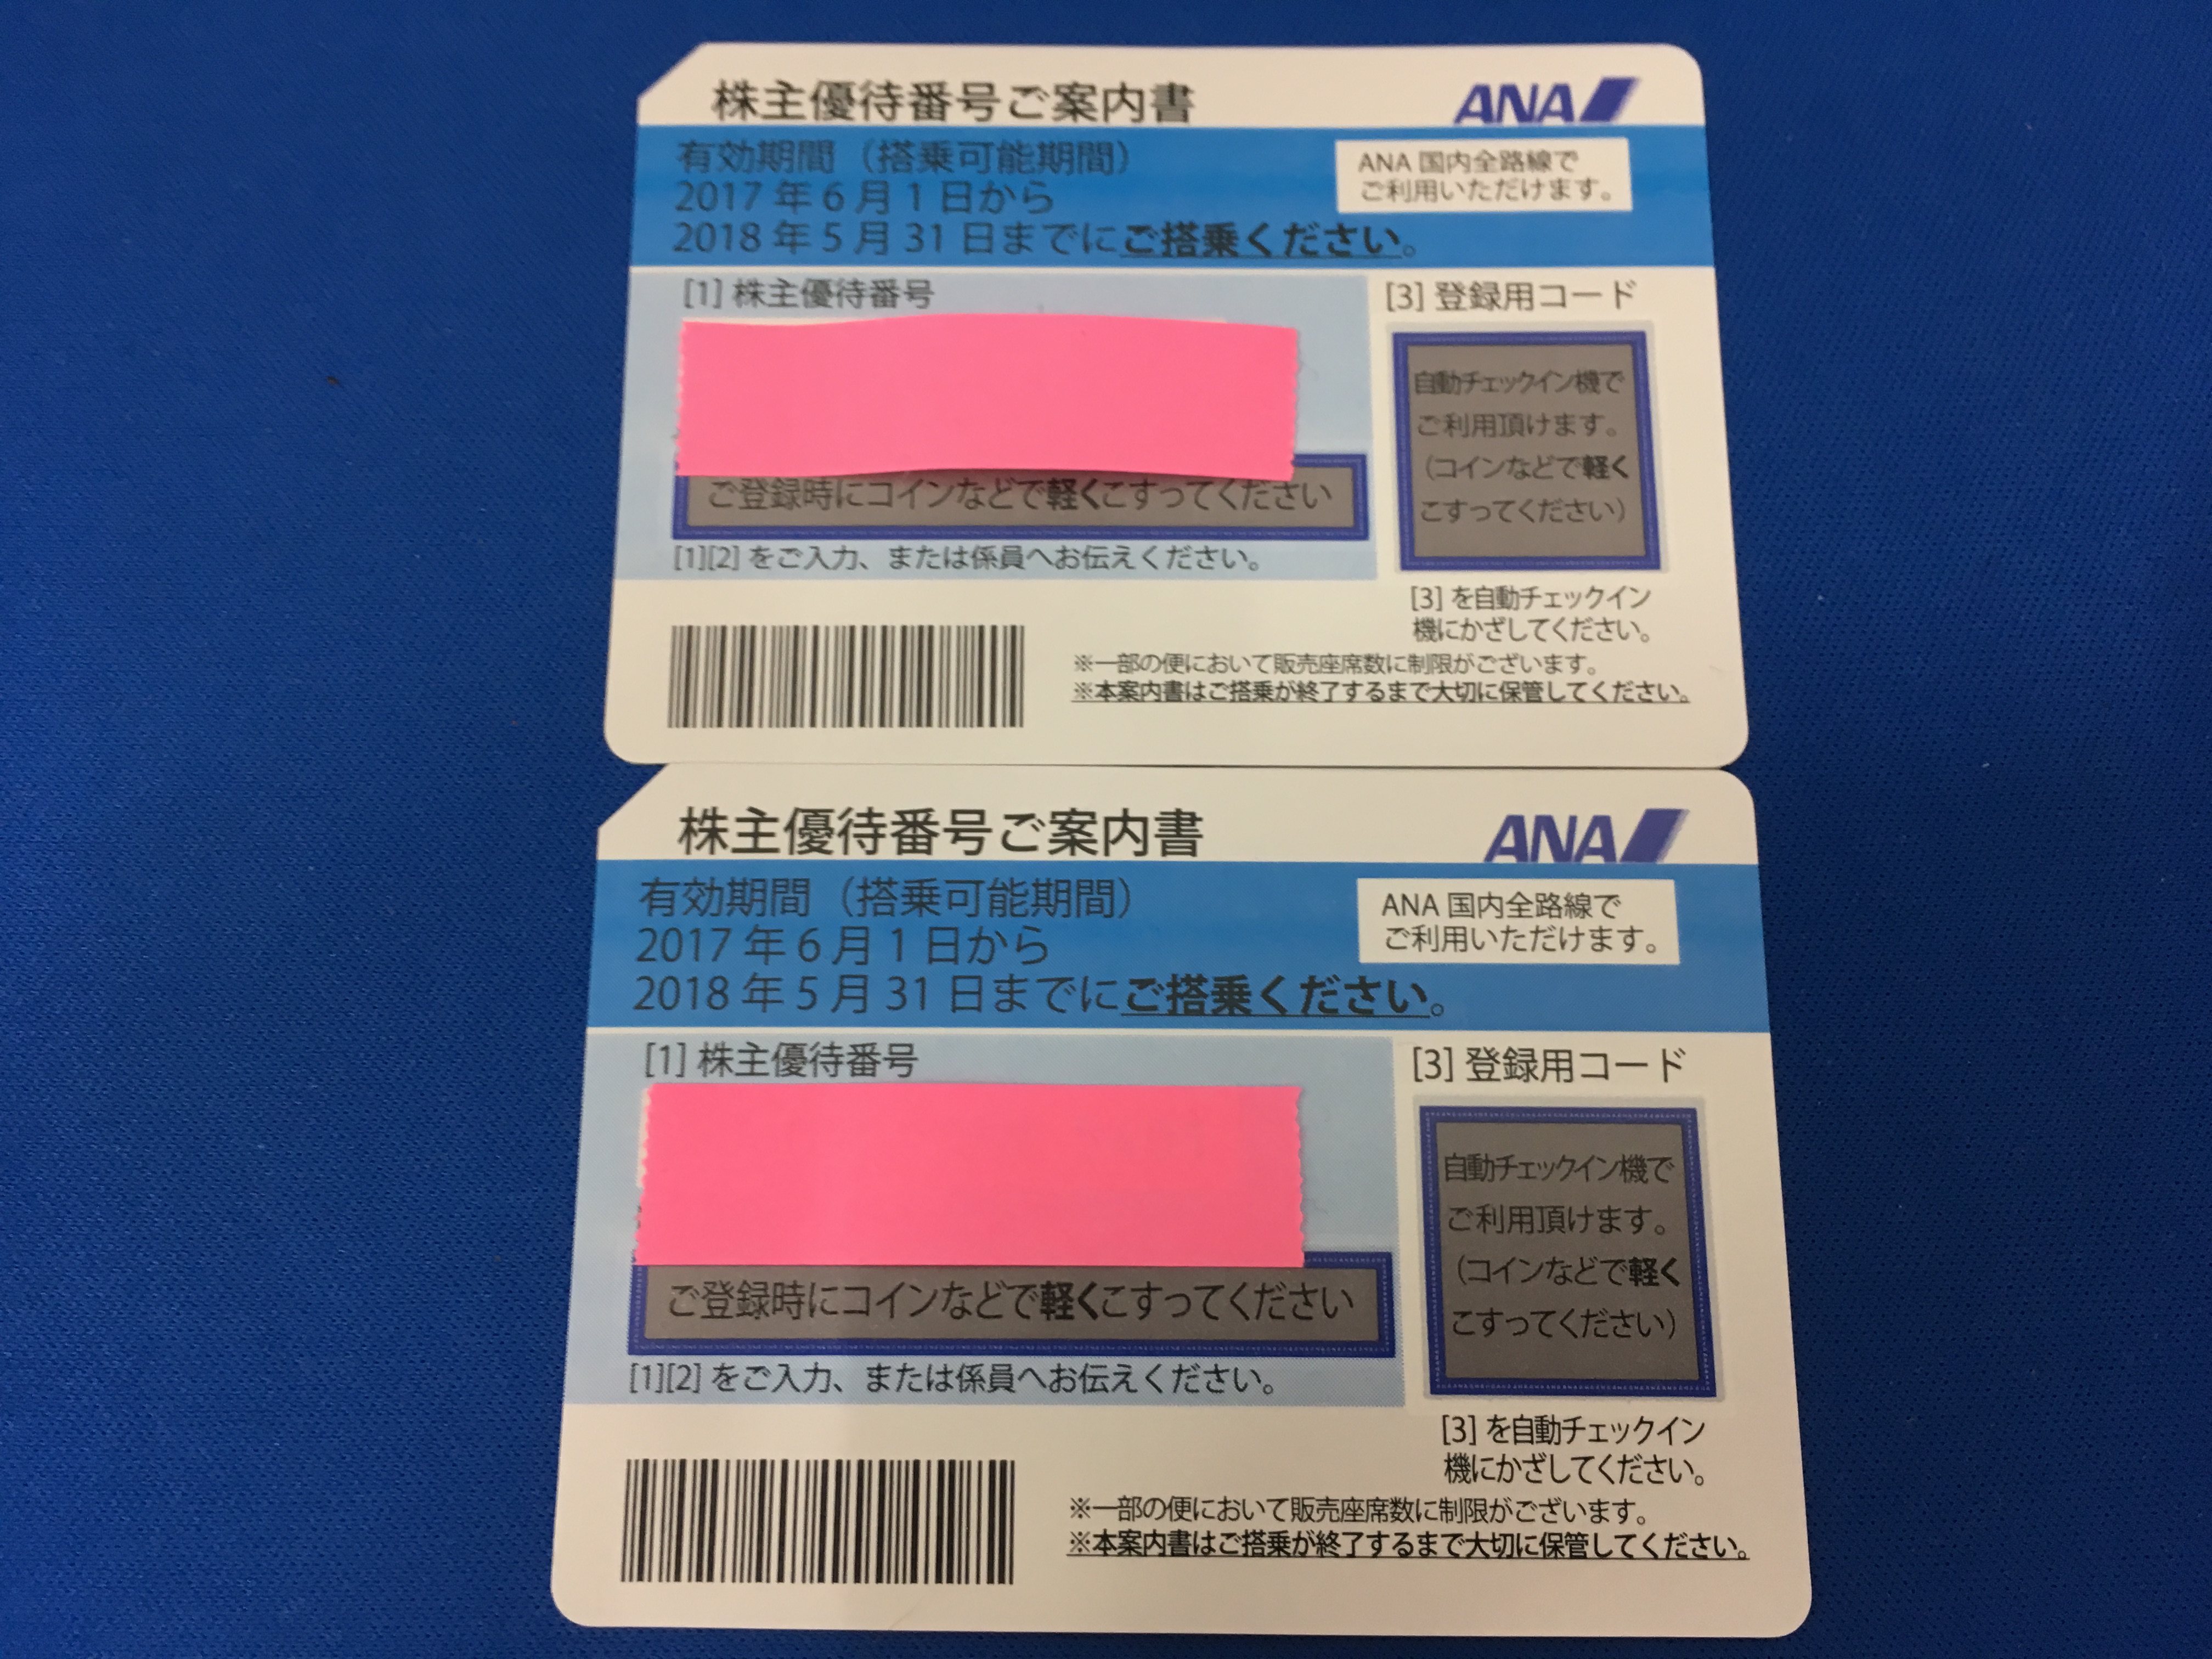 株主優待番号ご案内書
ANA
有効期間（搭乗可能期間）
2017 年 6 月 1 日から
2018 年 5 月 31 日までにご搭乗ください。
ANA 国内全路線で
ご利用いただけます。
[1] 株主優待番号
ご登録時にコインなどで軽くこすってください
[1][2] をご入力、または係員へお伝えください。
[3] 登録用コード
自動チェックイン機で
ご利用頂けます。
（コインなどで軽く
こすってください）
[3] を自動チェックイン
機にかざしてください。
※一部の便において販売座席数に制限がございます。
※本案内書はご搭乗が終了するまで大切に保管してください。
株主優待番号ご案内書
ANA
有効期間（搭乗可能期間）
2017 年 6 月 1 日から
2018 年 5 月 31 日までにご搭乗ください。
ANA 国内全路線で
ご利用いただけます。
[1] 株主優待番号
ご登録時にコインなどで軽くこすってください
[1][2] をご入力、または係員へお伝えください。
[3] 登録用コード
自動チェックイン機で
ご利用頂けます。
（コインなどで軽く
こすってください）
[3] を自動チェックイン
機にかざしてください。
※一部の便において販売座席数に制限がございます。
※本案内書はご搭乗が終了するまで大切に保管してください。